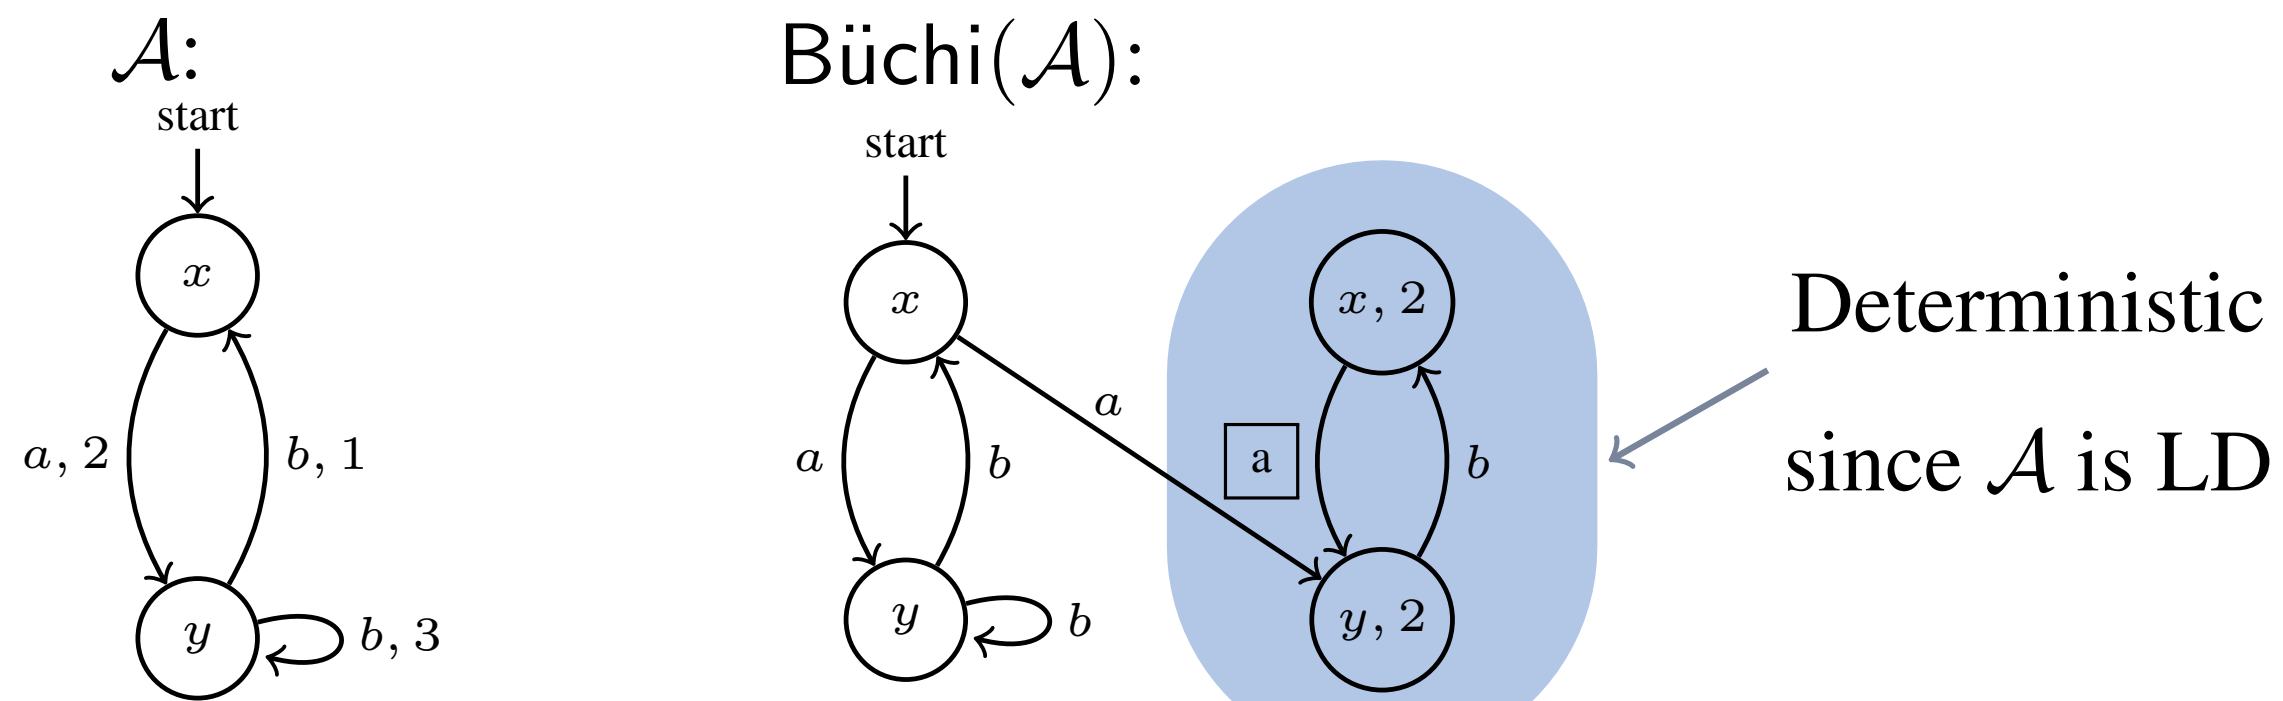 𝒜:
start
x
a, 2
b, 1
y
b, 3
Büchi(𝒜):
start
x
a
b
a
y
b
x, 2
a
b
y, 2
Deterministic
since 𝒜 is LD